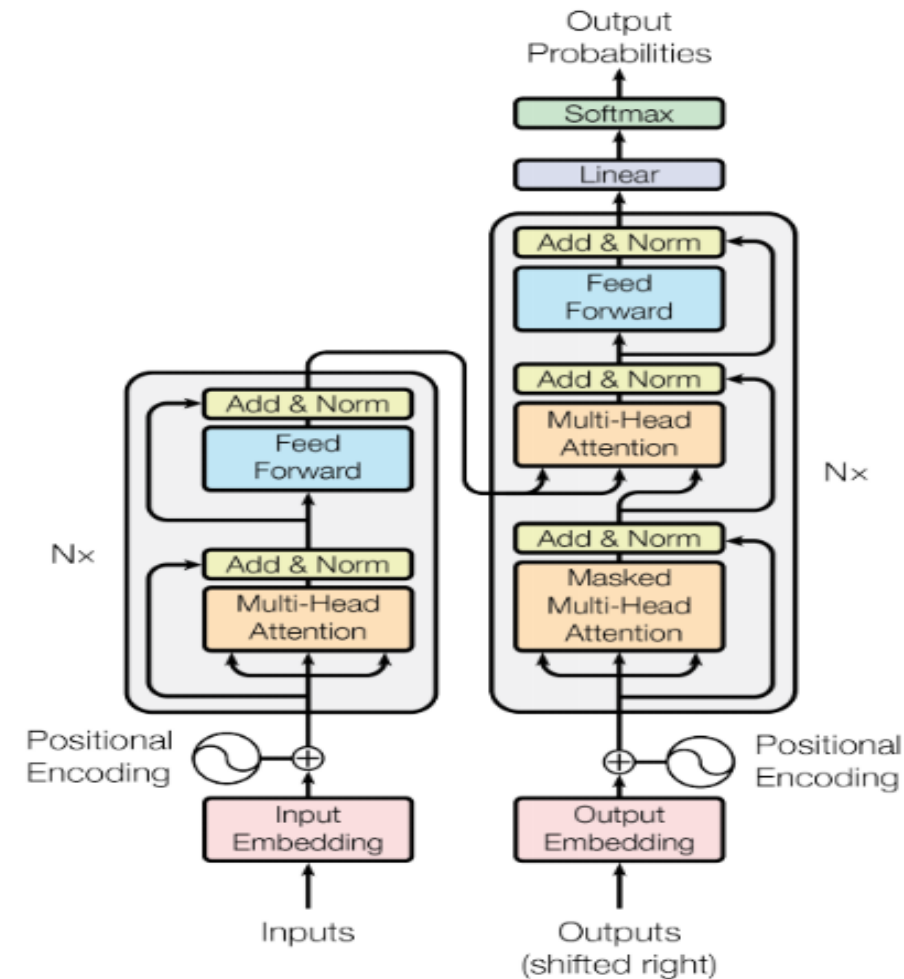 Output
Probabilities
Softmax
Linear
Add & Norm
Feed
Forward
Add & Norm
Multi-Head
Attention
Nx
Add & Norm
Masked
Multi-Head
Attention
Add & Norm
Feed
Forward
Nx
Add & Norm
Multi-Head
Attention
Positional
Encoding
Positional
Encoding
Input
Embedding
Output
Embedding
Inputs
Outputs
(shifted right)